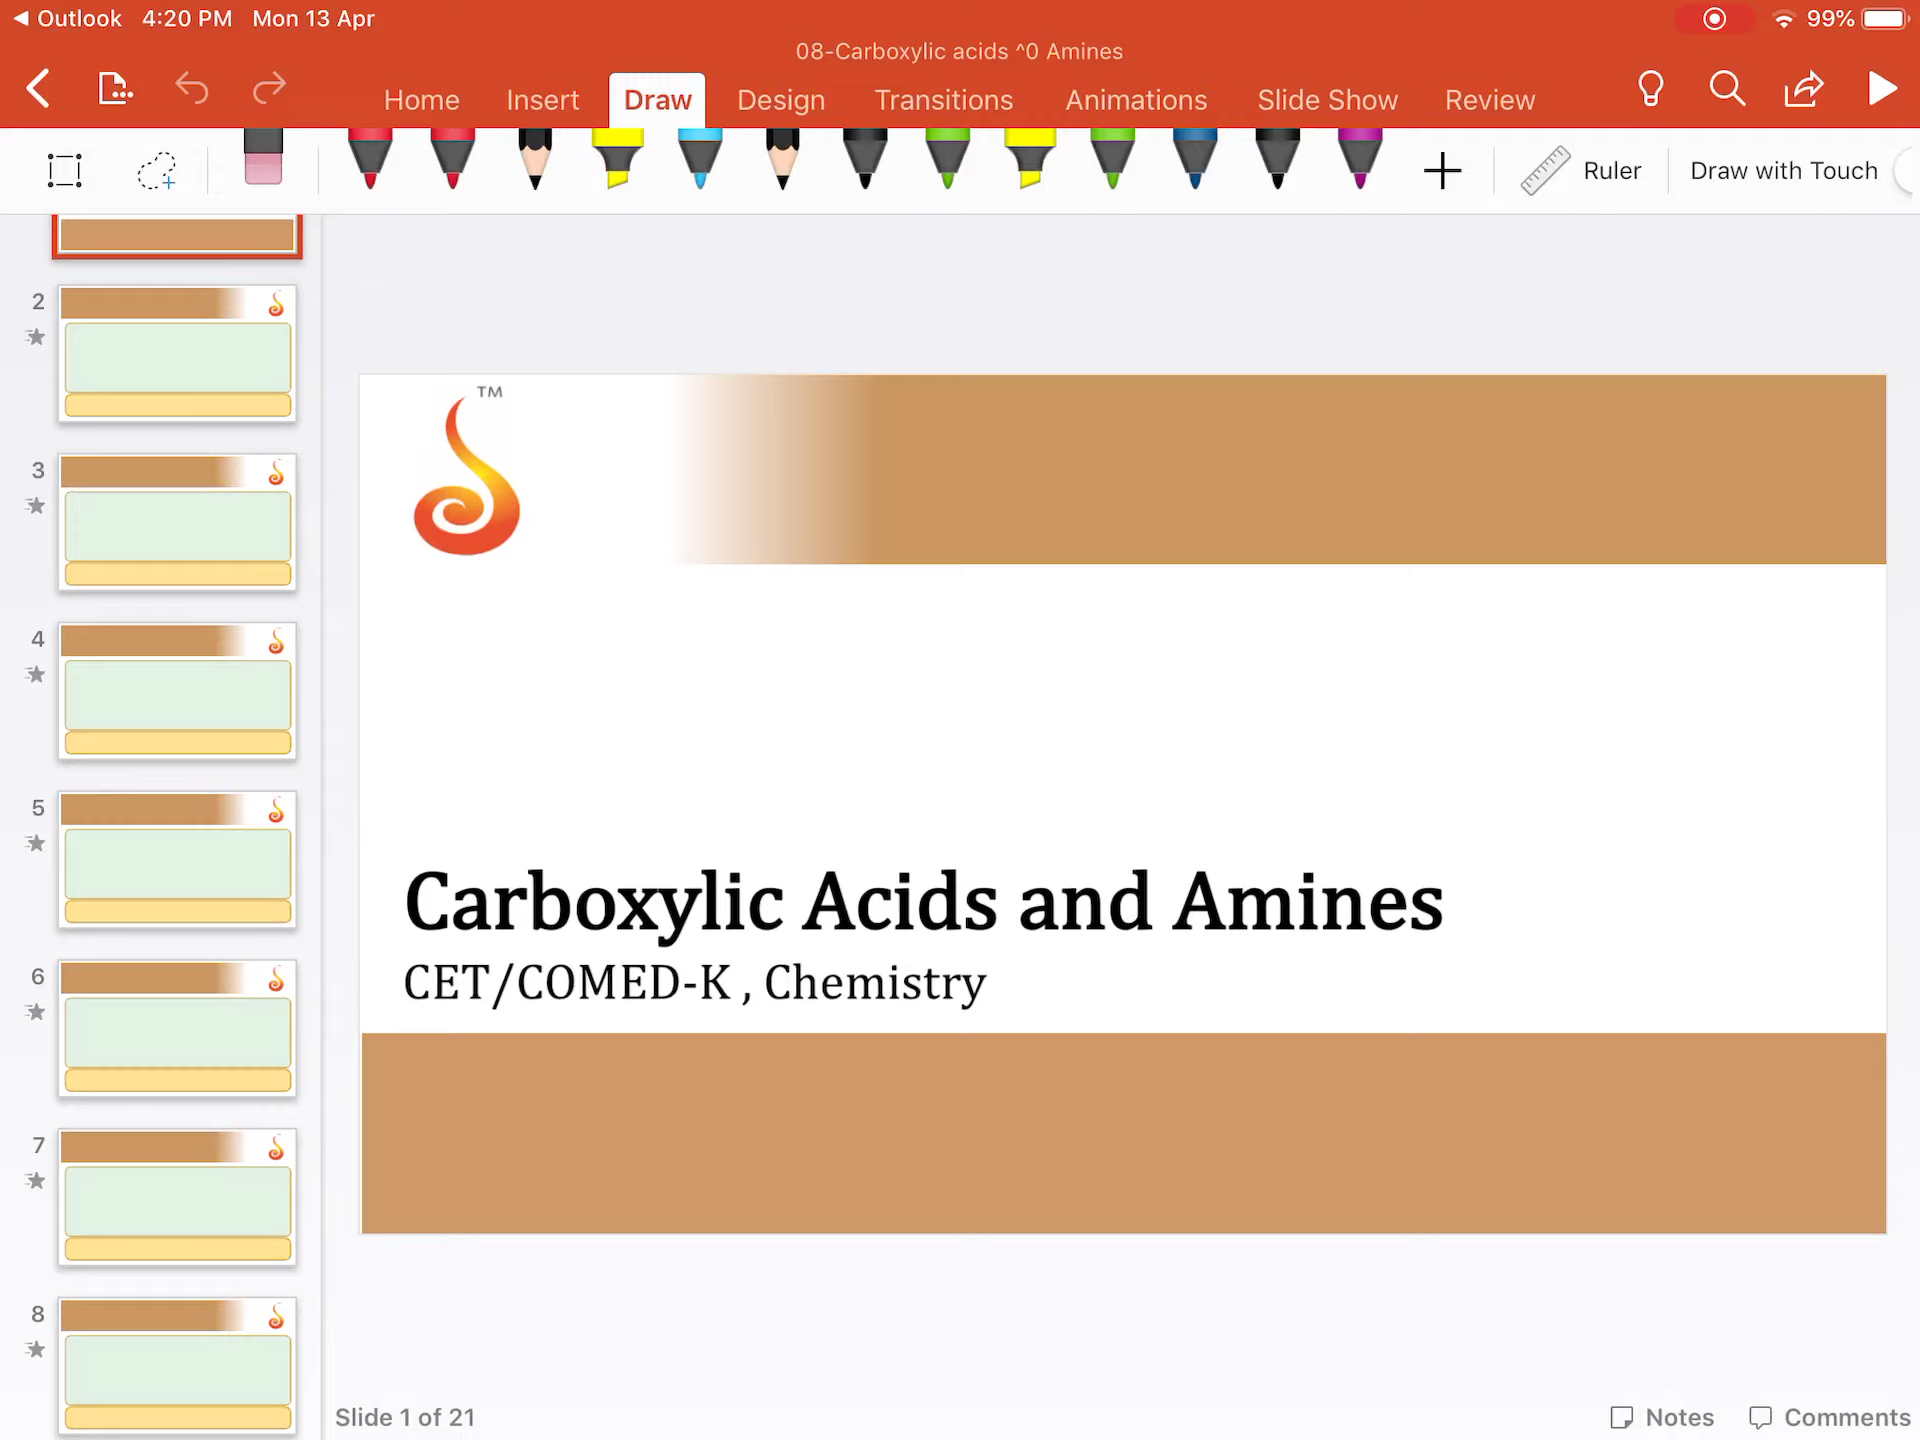 Outlook 4:20 PM Mon 13 Apr 99%
08-Carboxylic acids ^0 Amines
Home Insert Draw Design Transitions Animations Slide Show Review
Ruler Draw with Touch
2
3
4
5
6
7
8
TM
Carboxylic Acids and Amines
CET/COMED-K , Chemistry
Slide 1 of 21 Notes Comments